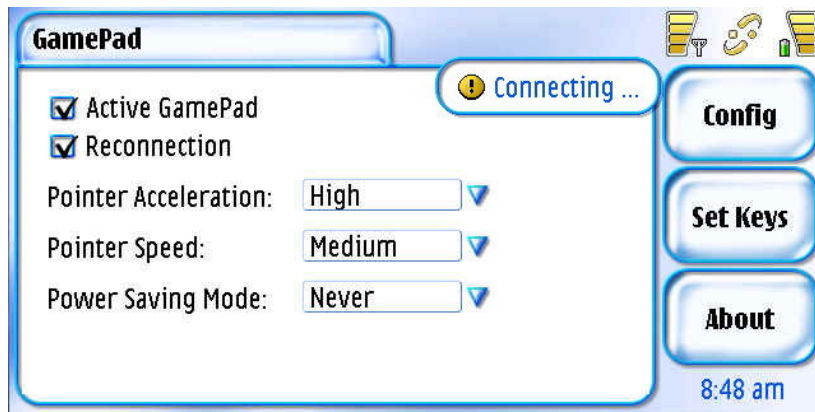 GamePad
Connecting ...
Active GamePad
Reconnection
Pointer Acceleration: High
Pointer Speed: Medium
Power Saving Mode: Never
Config
Set Keys
About
8:48 am